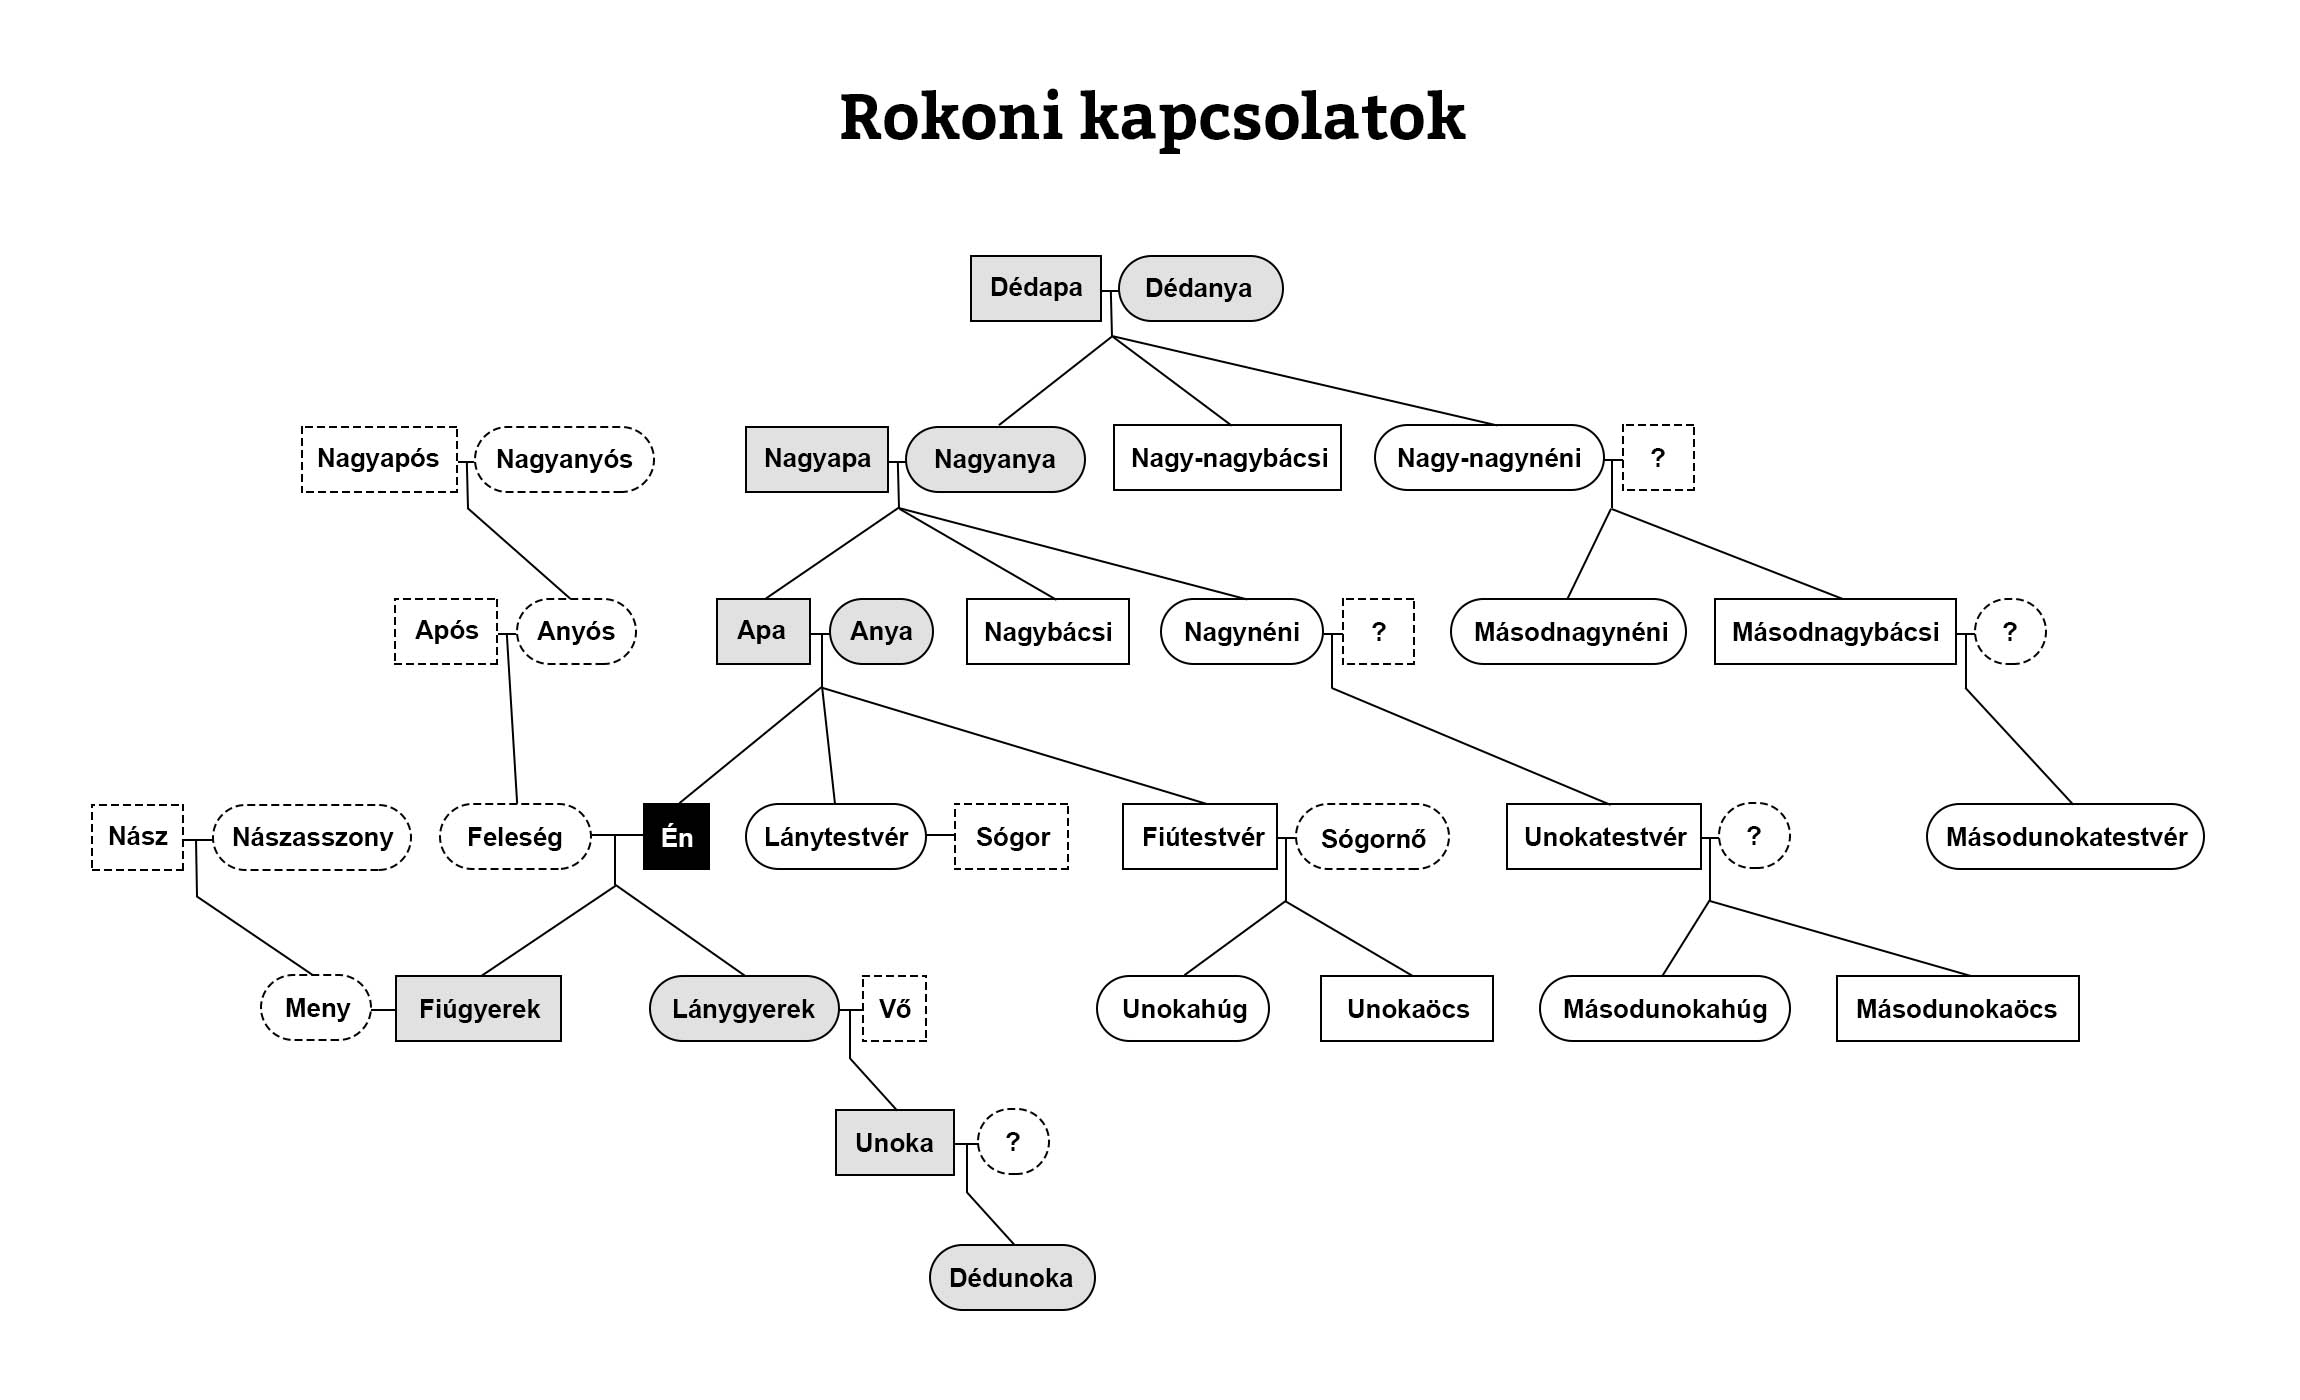 Rokoni kapcsolatok
Dédapa
Dédanya
Nagyapós
Nagyanyós
Nagyapa
Nagyanya
Nagy-nagybácsi
Nagy-nagynéni
?
Após
Anyós
Apa
Anya
Nagybácsi
Nagynéni
?
Másodnagynéni
Másodnagybácsi
?
Nász
Nászasszony
Feleség
Én
Lánytestvér
Sógor
Fiútestvér
Sógornő
Unokatestvér
?
Másodunokatestvér
Meny
Fiúgyerek
Lánygyerek
Vő
Unokahúg
Unokaöcs
Másodunokahúg
Másodunokaöcs
Unoka
?
Dédunoka